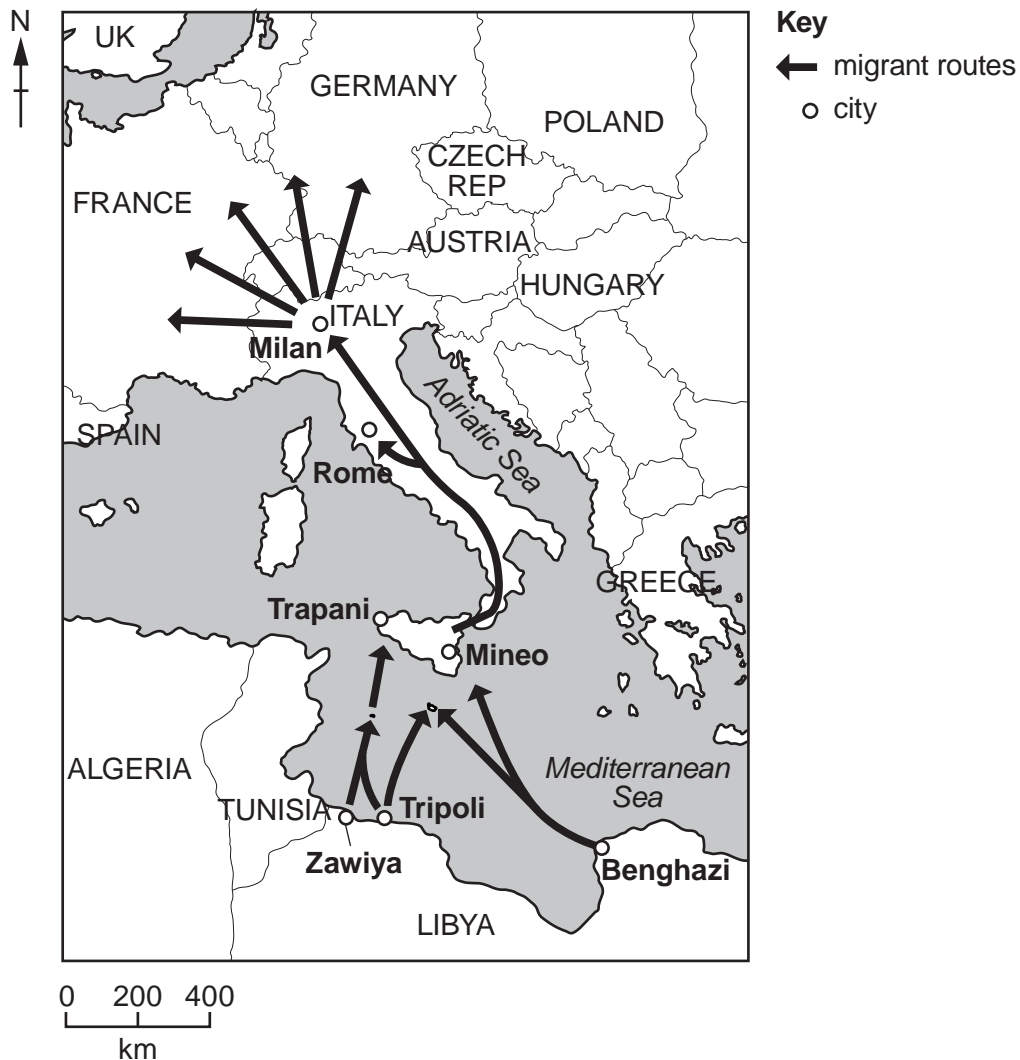 N
UK
GERMANY
POLAND
CZECH
REP
FRANCE
AUSTRIA
HUNGARY
ITALY
Milan
Adriatic Sea
SPAIN
Rome
GREECE
Trapani
Mineo
ALGERIA
Mediterranean
Sea
TUNISIA
Tripoli
Zawiya
Benghazi
LIBYA
0 200 400
km
Key
migrant routes
city